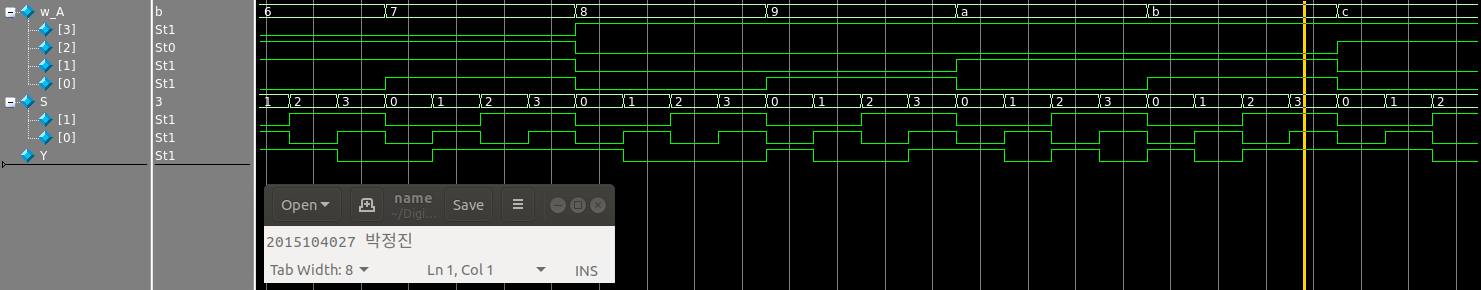 w_A b 6 7 8 9 a b c
[3] St1
[2] St0
[1] St1
[0] St1
S 3 1 2 3 0 1 2 3 0 1 2 3 0 1 2 3 0 1 2 3 0 1 2 3 0 1 2
[1] St1
[0] St1
Y St1
Open name Save
~/Digi...
2015104027 박정진
Tab Width: 8 Ln 1, Col 1 INS